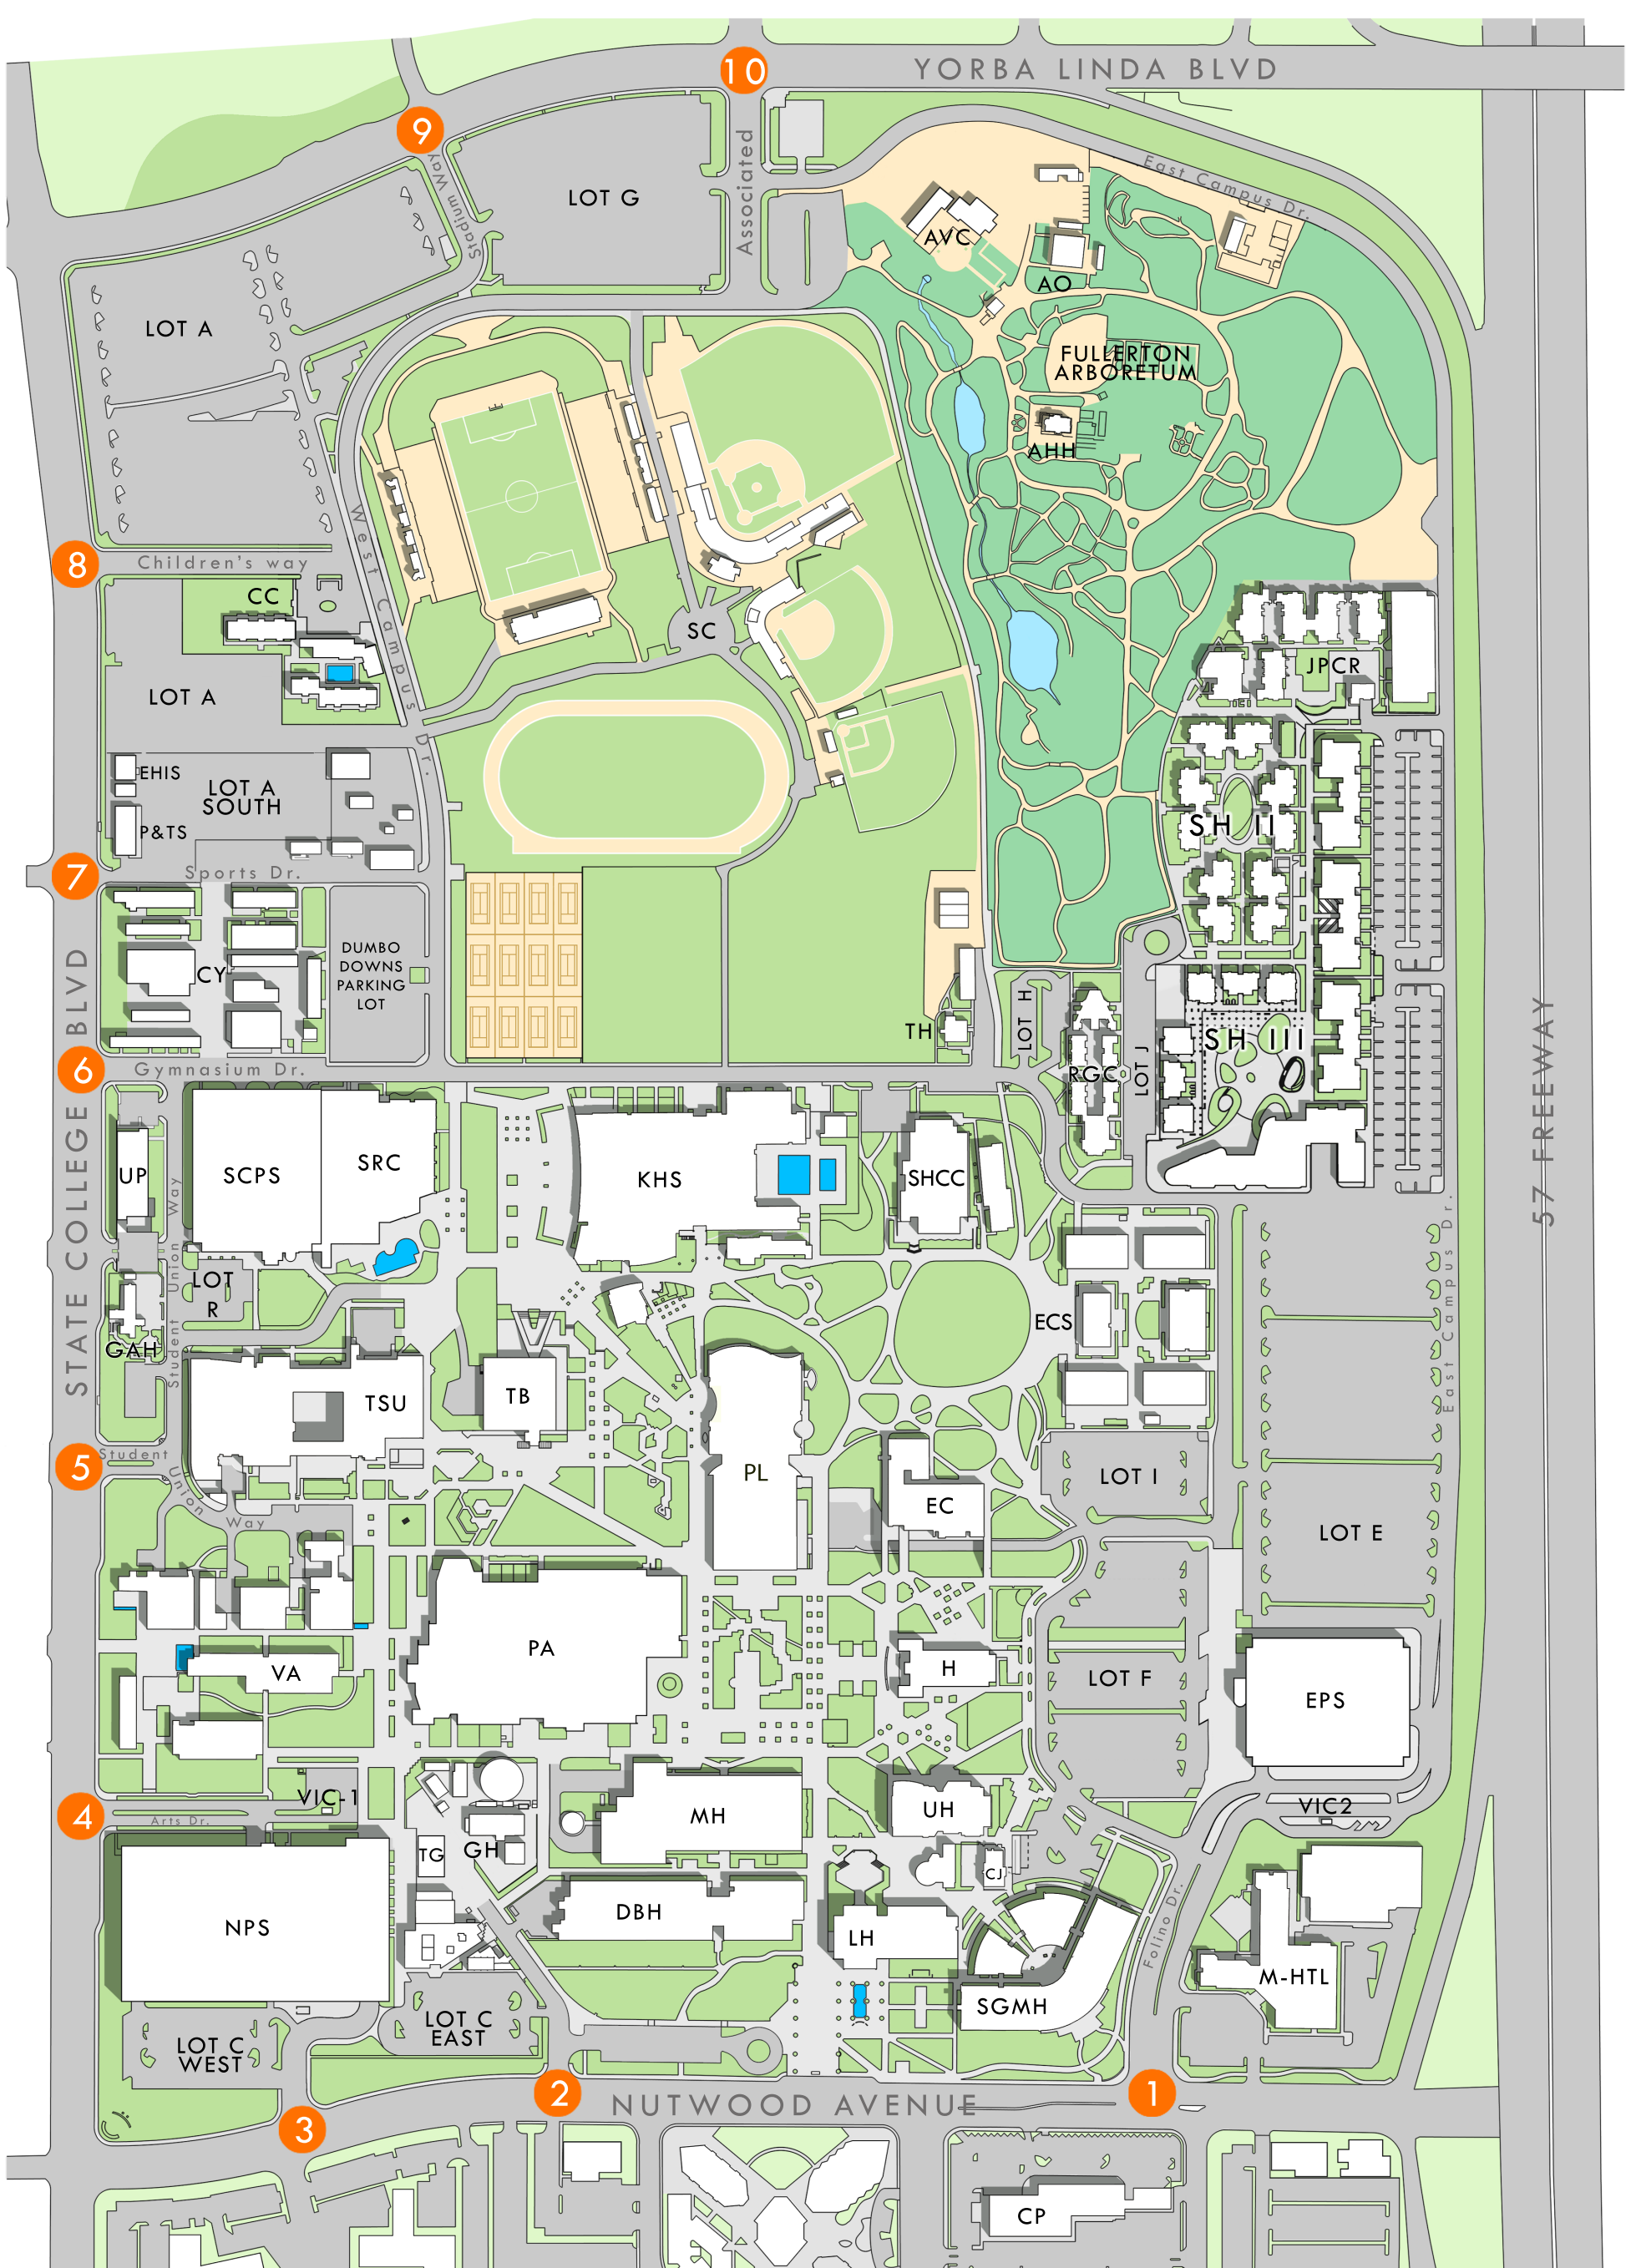 10
YORBA LINDA BLVD
9
Stadium Way
LOT G
Associated
East Campus Dr.
AVC
AO
LOT A
FULLERTON
ARBORETUM
AHH
West Campus Dr.
8
Children's way
CC
SC
JPCR
LOT A
EHIS
LOT A
SOUTH
P&TS
SH II
7
Sports Dr.
STATE COLLEGE BLVD
CY
DUMBO
DOWNS
PARKING
LOT
TH
LOT H
SH III
57 FREEWAY
6
Gymnasium Dr.
RGC
LOT J
UP
SCPS
SRC
KHS
SHCC
Student Union Way
LOT
R
East Campus Dr.
GAH
ECS
TSU
TB
5
Student
Union
Way
PL
LOT I
EC
LOT E
PA
H
VA
LOT F
EPS
VIC-1
4
Arts Dr.
MH
UH
VIC2
TG
GH
CJ
NPS
DBH
LH
Folino Dr.
M-HTL
SGMH
LOT C
EAST
LOT C
WEST
2
NUTWOOD AVENUE
1
3
CP